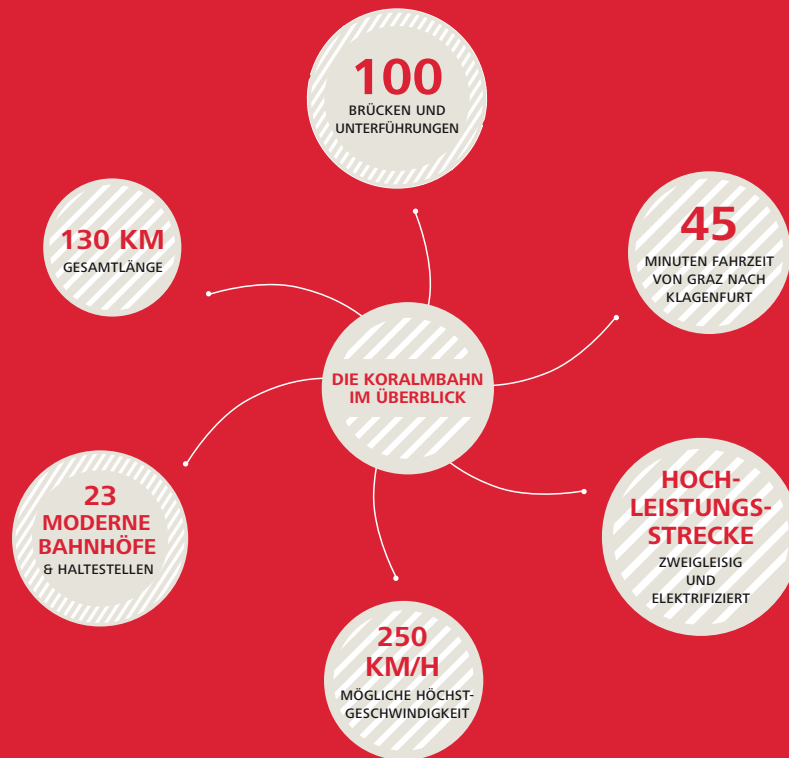 100
BRÜCKEN UND
UNTERFÜHRUNGEN
130 KM
GESAMTLÄNGE
45
MINUTEN FAHRZEIT
VON GRAZ NACH
KLAGENFURT
DIE KORALMBAHN
IM ÜBERBLICK
23
MODERNE
BAHNHÖFE
& HALTESTELLEN
HOCH-
LEISTUNGS-
STRECKE
ZWEIGLEISIG
UND
ELEKTRIFIZIERT
250
KM/H
MÖGLICHE HÖCHST-
GESCHWINDIGKEIT